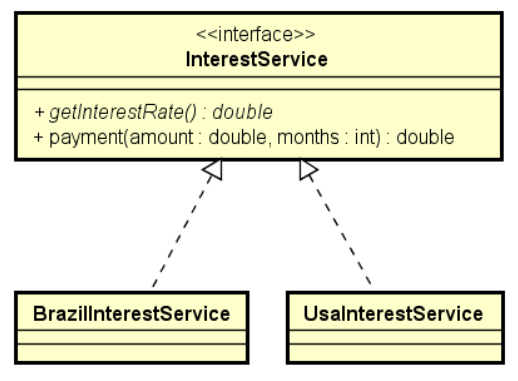 <<interface>>
InterestService
+ getInterestRate() : double
+ payment(amount : double, months : int) : double
BrazilInterestService
UsaInterestService